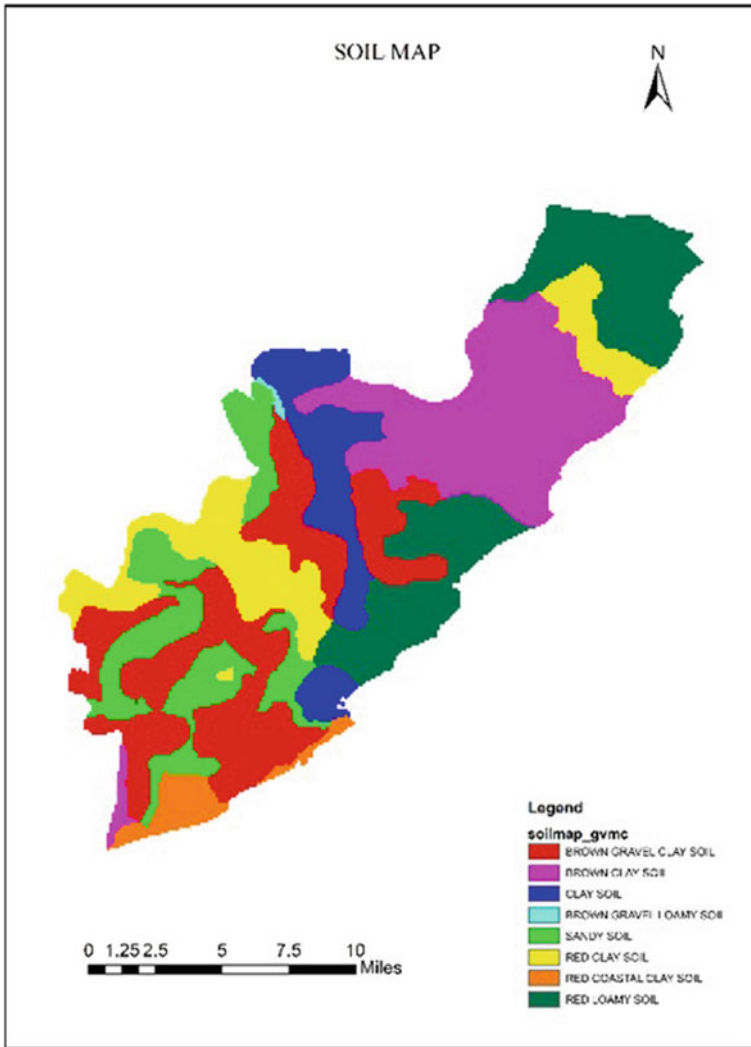 SOIL MAP
N
Legend
soilmap_gvmc
BROWN GRAVEL CLAY SOIL
BROWN CLAY SOIL
CLAY SOIL
BROWN GRAVEL LOAMY SOIL
SANDY SOIL
RED CLAY SOIL
RED COASTAL CLAY SOIL
RED LOAMY SOIL
0 1.25 2.5 5 7.5 10
Miles